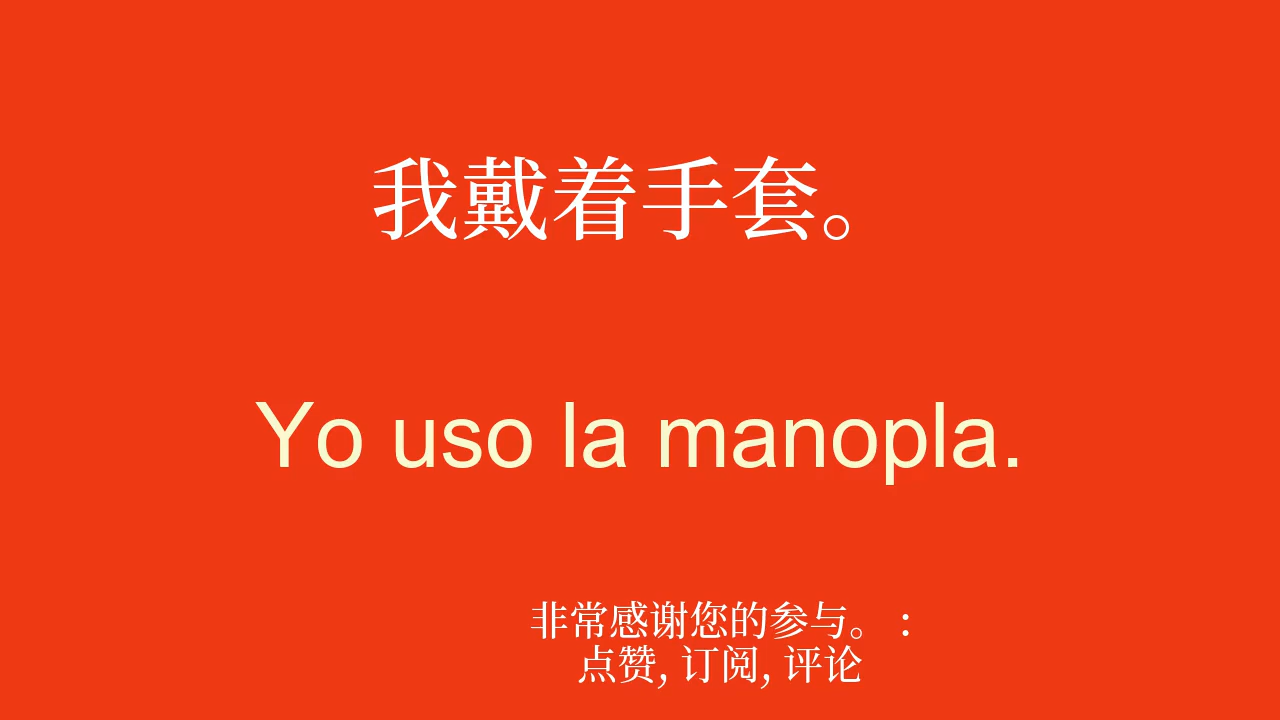 我戴着手套。
Yo uso la manopla.
非常感谢您的参与。 :
点赞, 订阅, 评论